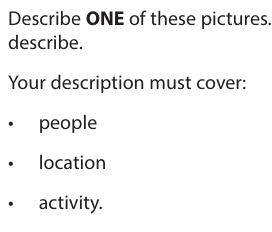 Describe ONE of these pictures.
describe.
Your description must cover:
• people
• location
• activity.